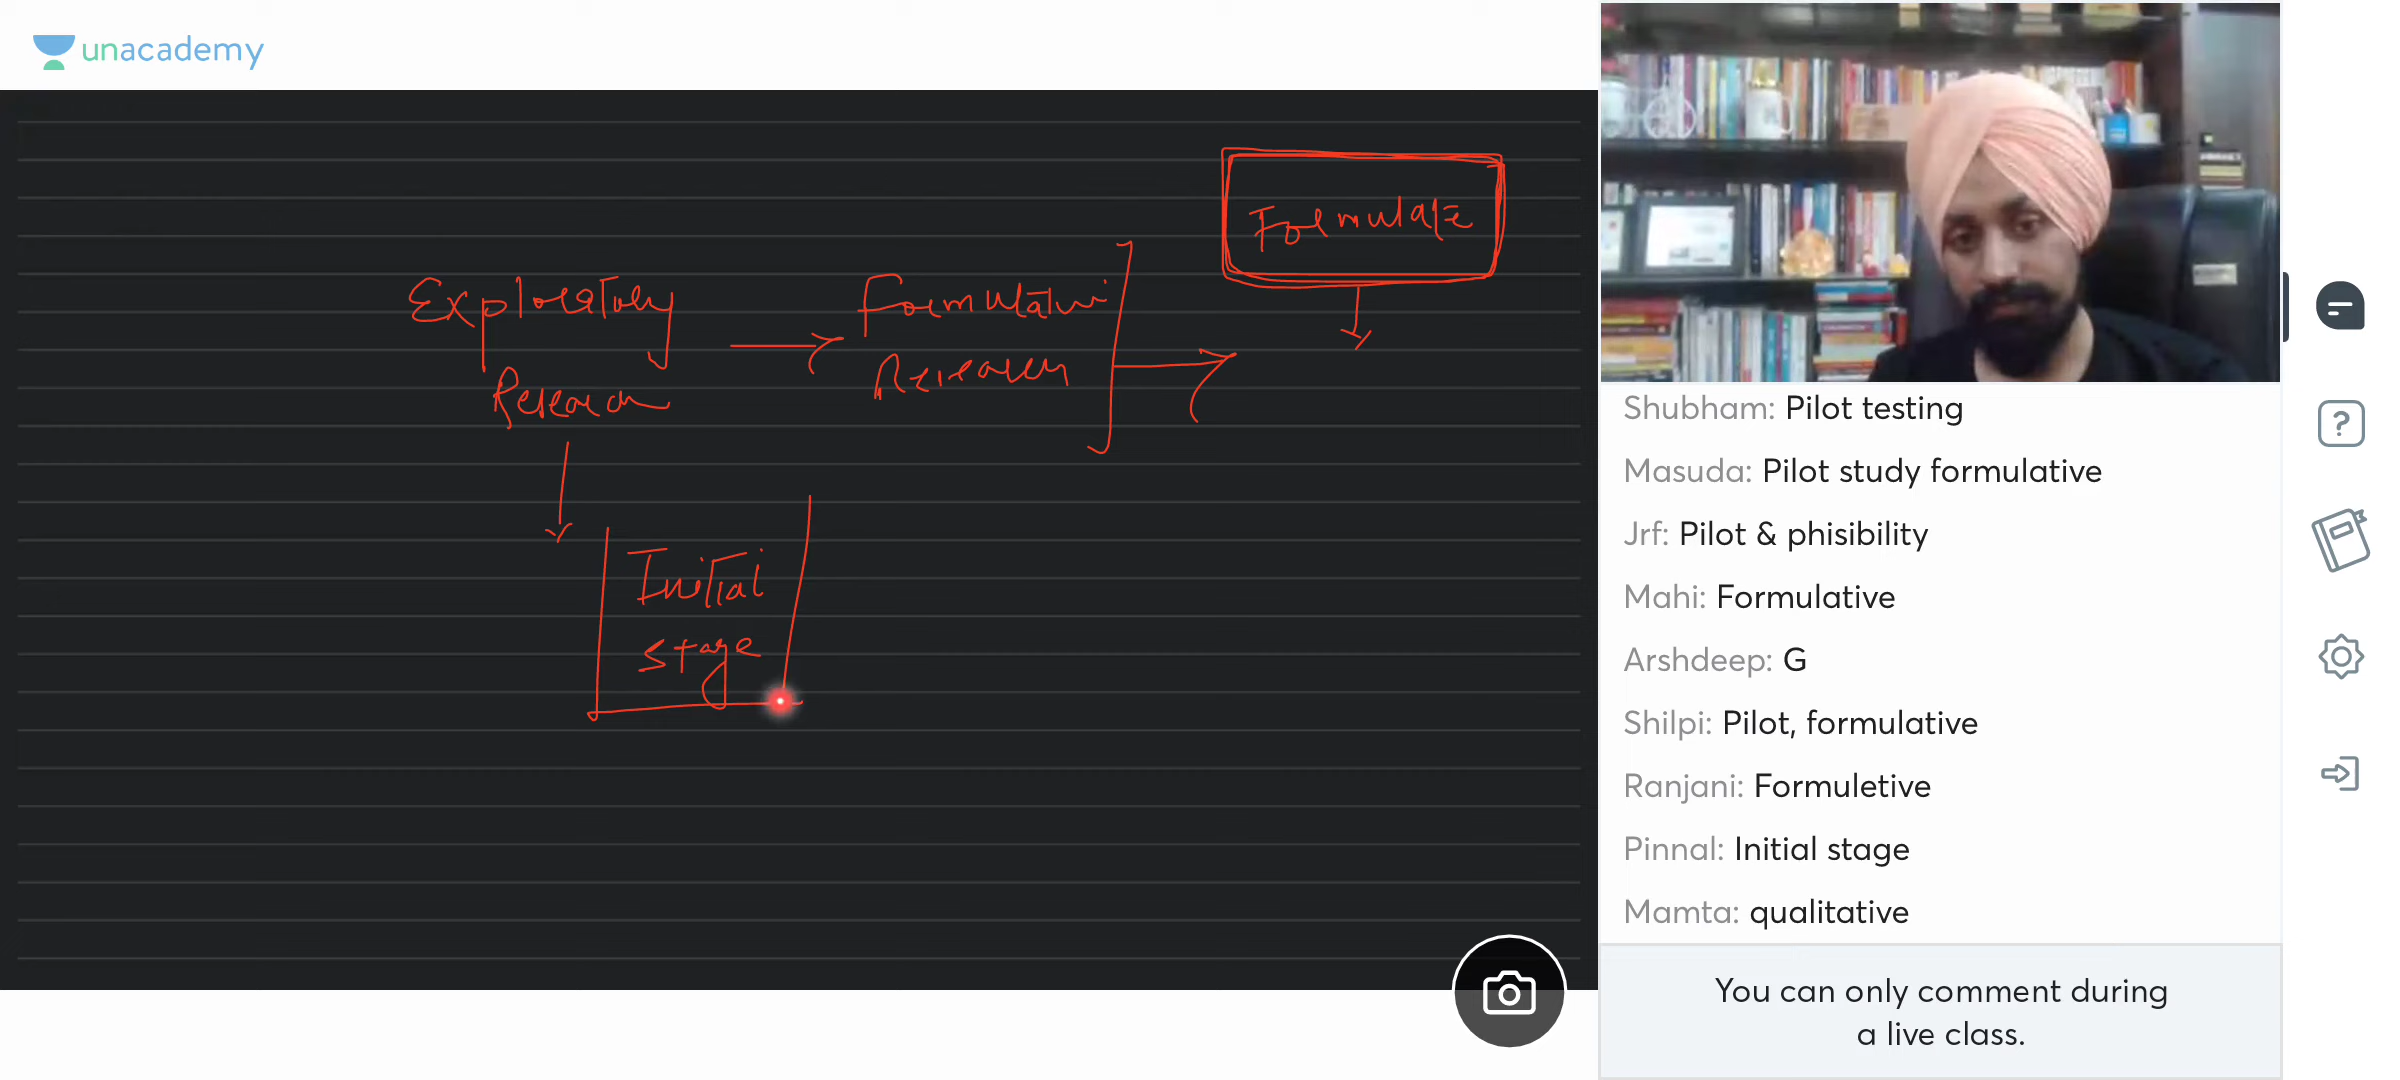 unacademy
Formulate
Exploratory
Research
Formulative
Research
Initial
stage
Shubham: Pilot testing
Masuda: Pilot study formulative
Jrf: Pilot & phisibility
Mahi: Formulative
Arshdeep: G
Shilpi: Pilot, formulative
Ranjani: Formuletive
Pinnal: Initial stage
Mamta: qualitative
You can only comment during
a live class.